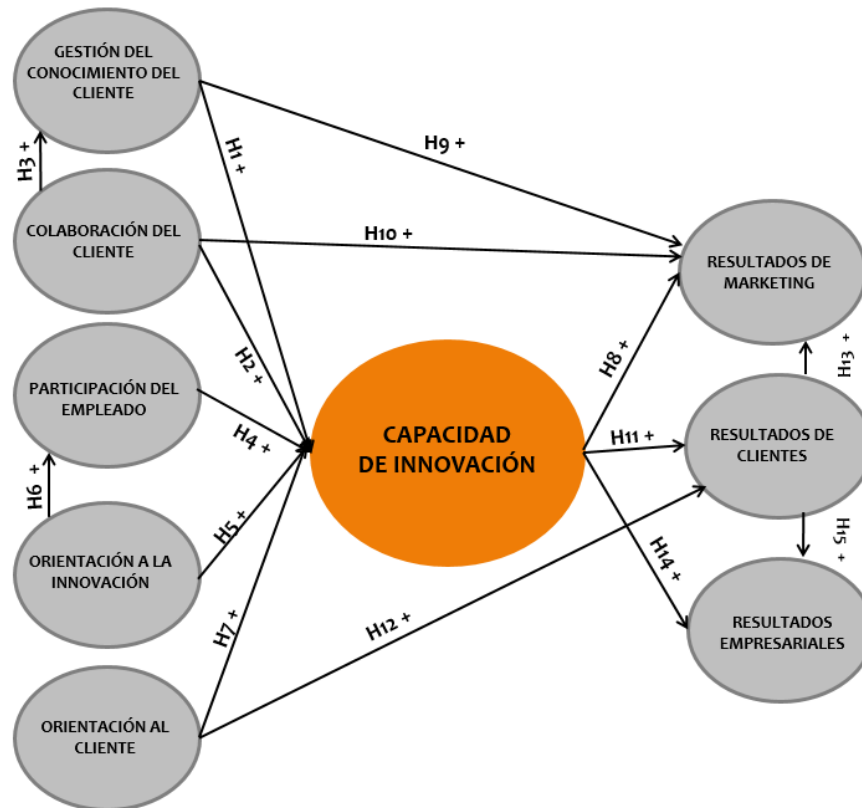 GESTIÓN DEL
CONOCIMIENTO DEL
CLIENTE
H1 +
H9 +
H3 +
COLABORACIÓN DEL
CLIENTE
H10 +
RESULTADOS DE
MARKETING
H2 +
H8 +
H13 +
PARTICIPACIÓN DEL
EMPLEADO
H4 +
CAPACIDAD
DE INNOVACIÓN
H11 +
RESULTADOS DE
CLIENTES
H6 +
H5 +
H14 +
H15 +
ORIENTACIÓN A LA
INNOVACIÓN
H7 +
H12 +
RESULTADOS
EMPRESARIALES
ORIENTACIÓN AL
CLIENTE